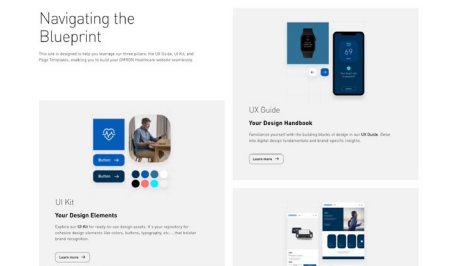 Navigating the
Blueprint
This site is designed to help you leverage our three pillars, the UX Guide, UI Kit, and
Page Templates, enabling you to build your OMRON Healthcare website seamlessly.
69
UX Guide
Your Design Handbook
Familiarize yourself with the building blocks of design in our UX Guide. Delve
into digital design fundamentals and brand-specific insights.
Learn more →
Button →
Button →
UI Kit
Your Design Elements
Explore our UI Kit for ready-to-use design assets. It's your repository for
cohesive design elements like colors, buttons, typography, etc..., that bolster
brand recognition.
Learn more →